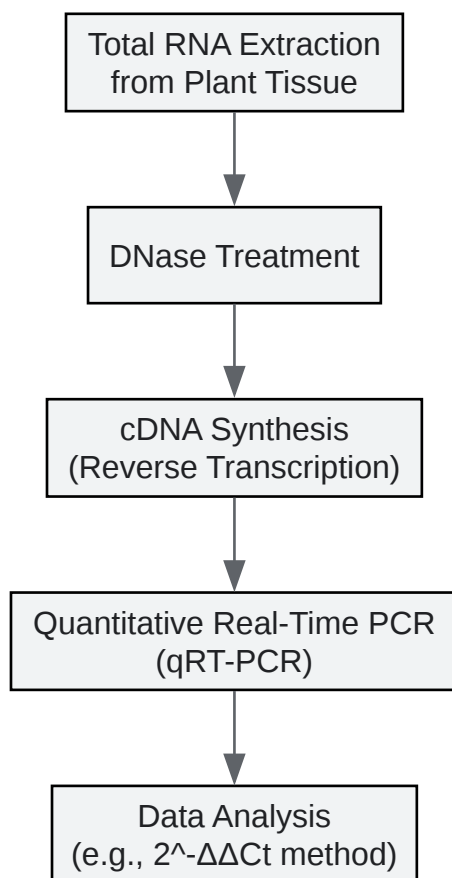 Total RNA Extraction
from Plant Tissue
DNase Treatment
cDNA Synthesis
(Reverse Transcription)
Quantitative Real-Time PCR
(qRT-PCR)
Data Analysis
(e.g., 2^-ΔΔCt method)